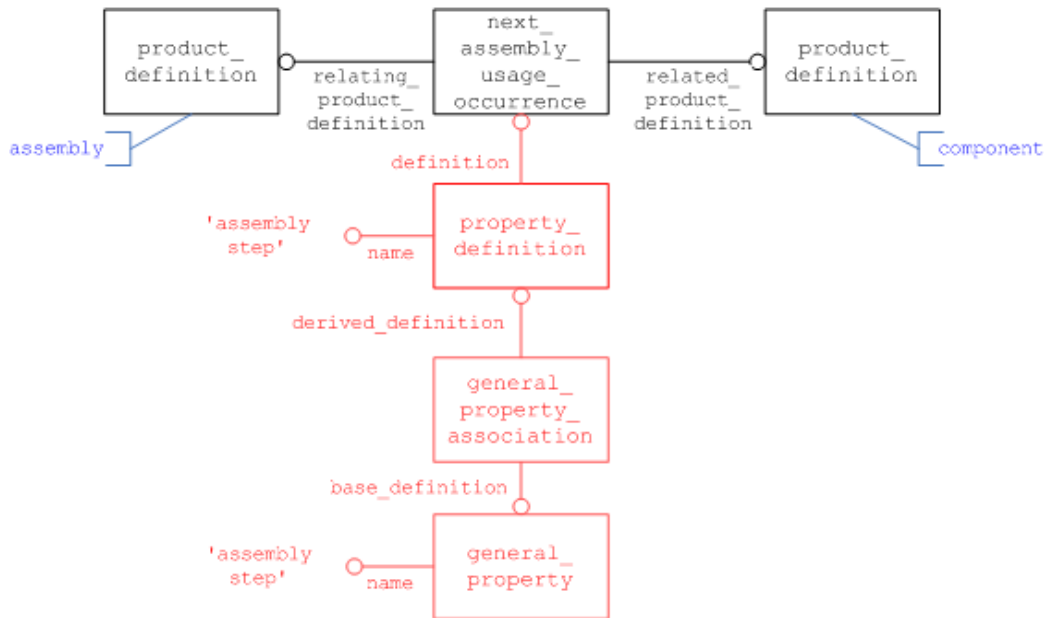 product_
definition
next_
assembly_
usage_
occurrence
product_
definition
relating_
product_
definition
related_
product_
definition
assembly
component
definition
'assembly
step'
name
property_
definition
derived_definition
general_
property_
association
base_definition
'assembly
step'
name
general_
property